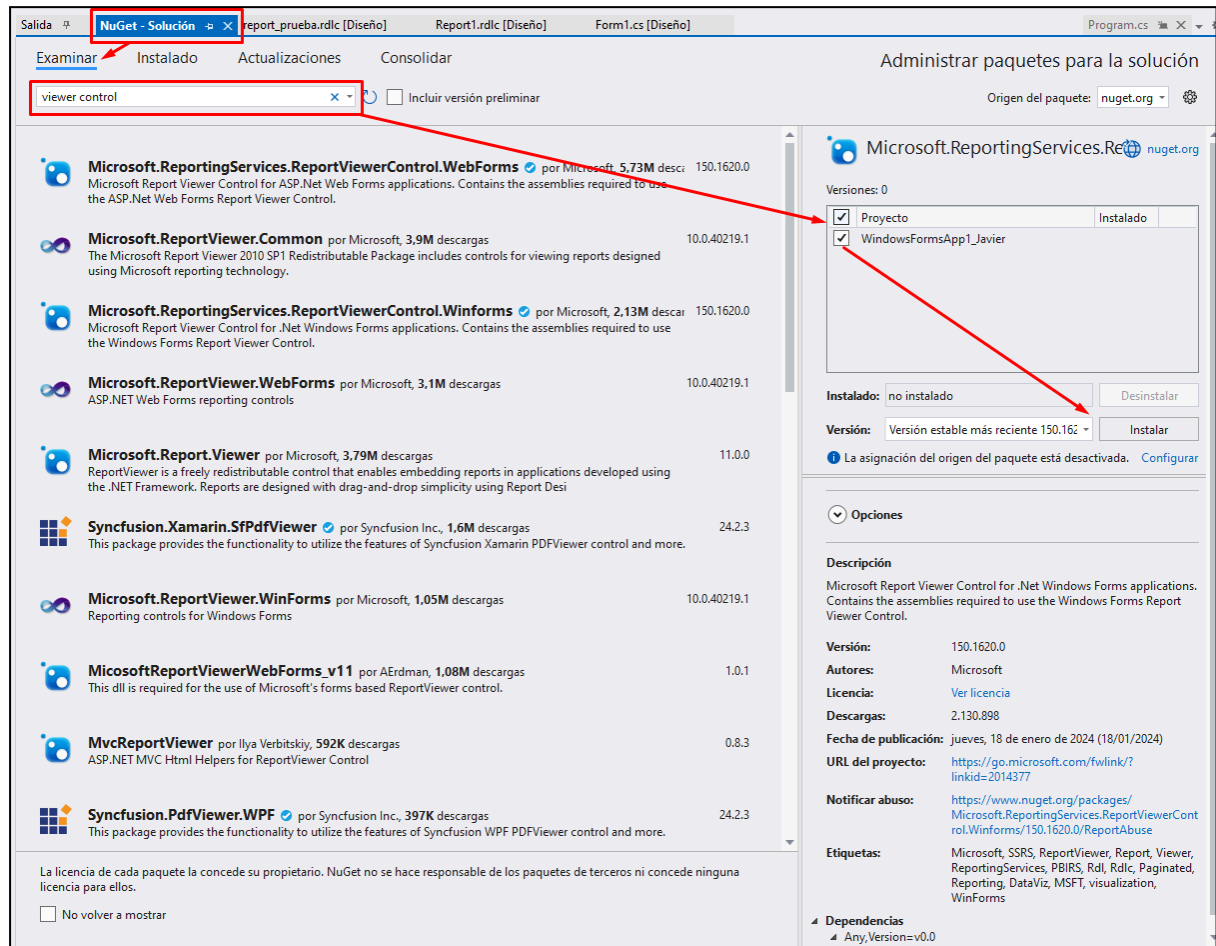 Salida
NuGet - Solución
report_prueba.rdlc [Diseño]
Report1.rdlc [Diseño]
Form1.cs [Diseño]
Program.cs
Examinar
Instalado
Actualizaciones
Consolidar
Administrar paquetes para la solución
viewer control
Incluir versión preliminar
Origen del paquete: nuget.org
Microsoft.ReportingServices.ReportViewerControl.WebForms por Microsoft, 5,73M desca 150.1620.0
Microsoft Report Viewer Control for ASP.Net Web Forms applications. Contains the assemblies required to use
the ASP.Net Web Forms Report Viewer Control.
Microsoft.ReportViewer.Common por Microsoft, 3,9M descargas 10.0.40219.1
The Microsoft Report Viewer 2010 SP1 Redistributable Package includes controls for viewing reports designed
using Microsoft reporting technology.
Microsoft.ReportingServices.ReportViewerControl.Winforms por Microsoft, 2,13M descar 150.1620.0
Microsoft Report Viewer Control for .Net Windows Forms applications. Contains the assemblies required to use
the Windows Forms Report Viewer Control.
Microsoft.ReportViewer.WebForms por Microsoft, 3,1M descargas 10.0.40219.1
ASP.NET Web Forms reporting controls
Microsoft.Report.Viewer por Microsoft, 3,79M descargas 11.0.0
ReportViewer is a freely redistributable control that enables embedding reports in applications developed using
the .NET Framework. Reports are designed with drag-and-drop simplicity using Report Desi
Syncfusion.Xamarin.SfPdfViewer por Syncfusion Inc., 1,6M descargas 24.2.3
This package provides the functionality to utilize the features of Syncfusion Xamarin PDFViewer control and more.
Microsoft.ReportViewer.WinForms por Microsoft, 1,05M descargas 10.0.40219.1
Reporting controls for Windows Forms
MicosoftReportViewerWebForms_v11 por AErdman, 1,08M descargas 1.0.1
This dll is required for the use of Microsoft's forms based ReportViewer control.
MvcReportViewer por Ilya Verbitskiy, 592K descargas 0.8.3
ASP.NET MVC Html Helpers for ReportViewer Control
Syncfusion.PdfViewer.WPF por Syncfusion Inc., 397K descargas 24.2.3
This package provides the functionality to utilize the features of Syncfusion WPF PDFViewer control and more.
La licencia de cada paquete la concede su propietario. NuGet no se hace responsable de los paquetes de terceros ni concede ninguna
licencia para ellos.
No volver a mostrar
Microsoft.ReportingServices.Re nuget.org
Versiones: 0
Proyecto Instalado
WindowsFormsApp1_Javier
Instalado: no instalado Desinstalar
Versión: Versión estable más reciente 150.162 Instalar
La asignación del origen del paquete está desactivada. Configurar
Opciones
Descripción
Microsoft Report Viewer Control for .Net Windows Forms applications.
Contains the assemblies required to use the Windows Forms Report
Viewer Control.
Versión: 150.1620.0
Autores: Microsoft
Licencia: Ver licencia
Descargas: 2.130.898
Fecha de publicación: jueves, 18 de enero de 2024 (18/01/2024)
URL del proyecto: https://go.microsoft.com/fwlink/?
linkid=2014377
Notificar abuso: https://www.nuget.org/packages/
Microsoft.ReportingServices.ReportViewerCont
rol.Winforms/150.1620.0/ReportAbuse
Etiquetas: Microsoft, SSRS, ReportViewer, Report, Viewer,
ReportingServices, PBIRS, Rdl, Rdlc, Paginated,
Reporting, DataViz, MSFT, visualization,
WinForms
Dependencias
Any,Version=v0.0